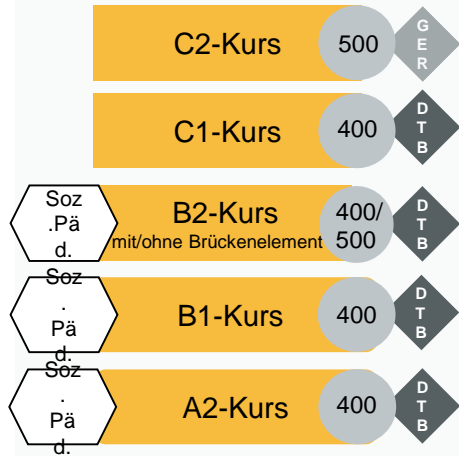 C2-Kurs
500
G
E
R
C1-Kurs
400
D
T
B
Soz
.Pä
d.
B2-Kurs
mit/ohne Brückenelement
400/
500
D
T
B
Soz
.
Pä
d.
B1-Kurs
400
D
T
B
Soz
.
Pä
d.
A2-Kurs
400
D
T
B